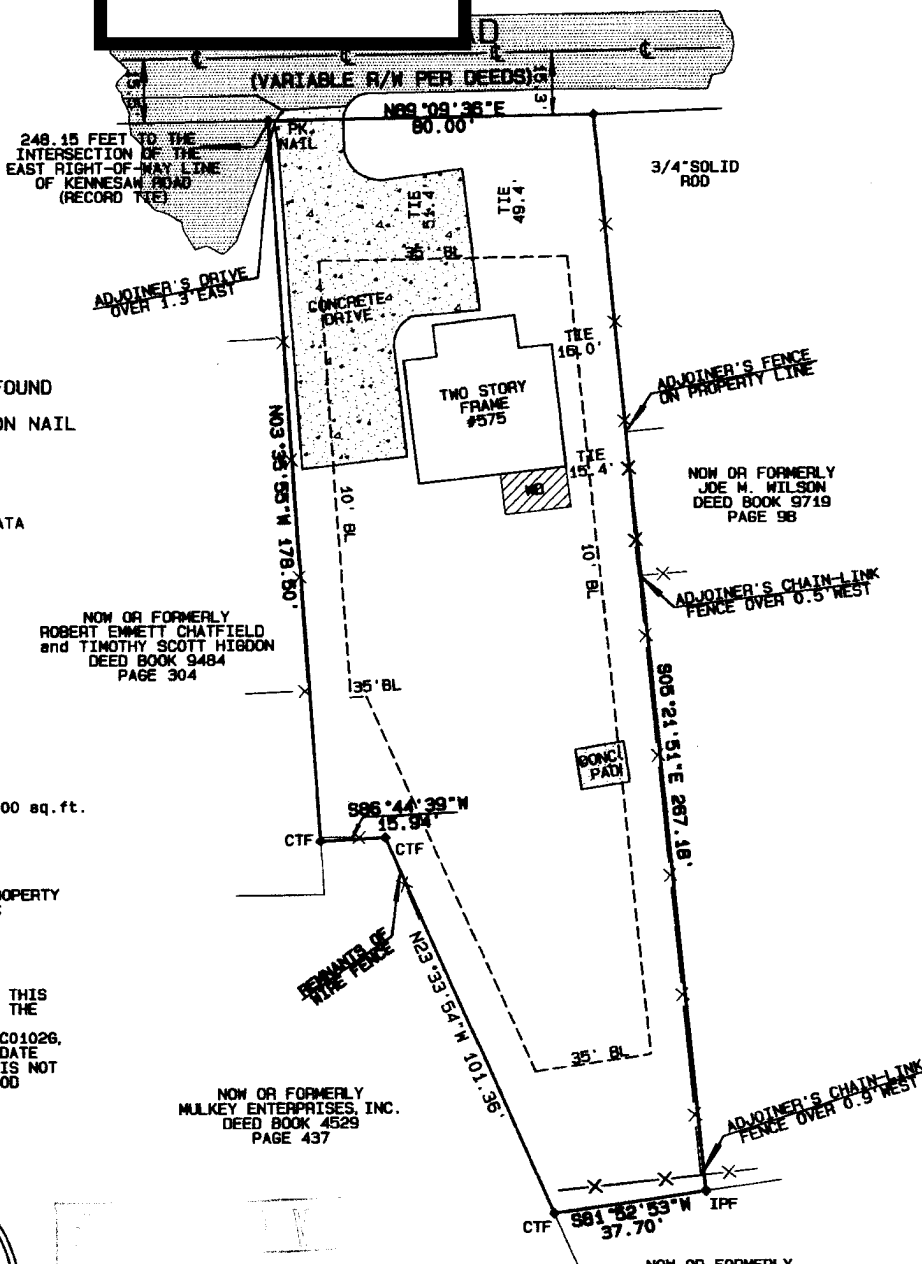 D
(VARIABLE R/W PER DEEDS)
15.3'
N89°09'36"E
80.00'
PK.
NAIL
248.15 FEET TO THE
INTERSECTION OF THE
EAST RIGHT-OF-WAY LINE
OF KENNESAW ROAD
(RECORD TIE)
3/4"SOLID
ROD
TIE
51.4'
TIE
49.4'
35' BL
ADJOINER'S DRIVE
OVER 1.3'EAST
CONCRETE
DRIVE
TIE
16.0'
FOUND
ON NAIL
TWO STORY
FRAME
#575
ADJOINER'S FENCE
ON PROPERTY LINE
TIE
15.4'
WD
NOW OR FORMERLY
JOE M. WILSON
DEED BOOK 9719
PAGE 98
N03°35'55"W 178.50'
10' BL
10' BL
ATA
ADJOINER'S CHAIN-LINK
FENCE OVER 0.5'WEST
NOW OR FORMERLY
ROBERT EMMETT CHATFIELD
and TIMOTHY SCOTT HIGDON
DEED BOOK 9484
PAGE 304
35'BL
S05°21'51"E 267.18'
CONC.
PAD
00 sq.ft.
S86°44'39"W
15.94'
CTF
CTF
OPERTY
REMNANTS OF
WIRE FENCE
N23°33'54"W 101.36'
THIS
THE
C0102G,
DATE
IS NOT
OD
35' BL
NOW OR FORMERLY
MULKEY ENTERPRISES, INC.
DEED BOOK 4529
PAGE 437
ADJOINER'S CHAIN-LINK
FENCE OVER 0.9'WEST
CTF
S81°52'53"W
37.70'
IPF
NOW OR FORMERLY